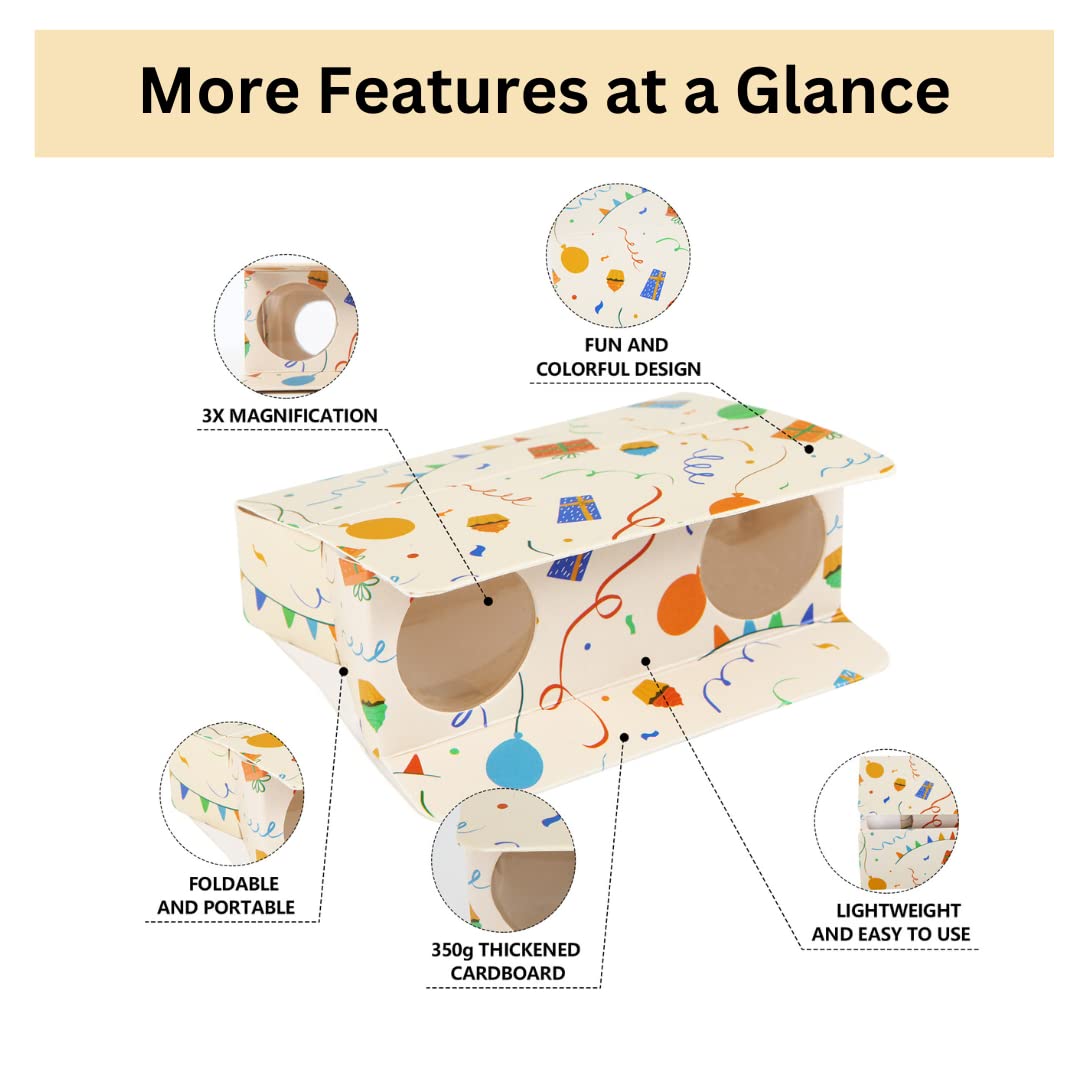 More Features at a Glance
FUN AND
COLORFUL DESIGN
3X MAGNIFICATION
FOLDABLE
AND PORTABLE
350g THICKENED
CARDBOARD
LIGHTWEIGHT
AND EASY TO USE